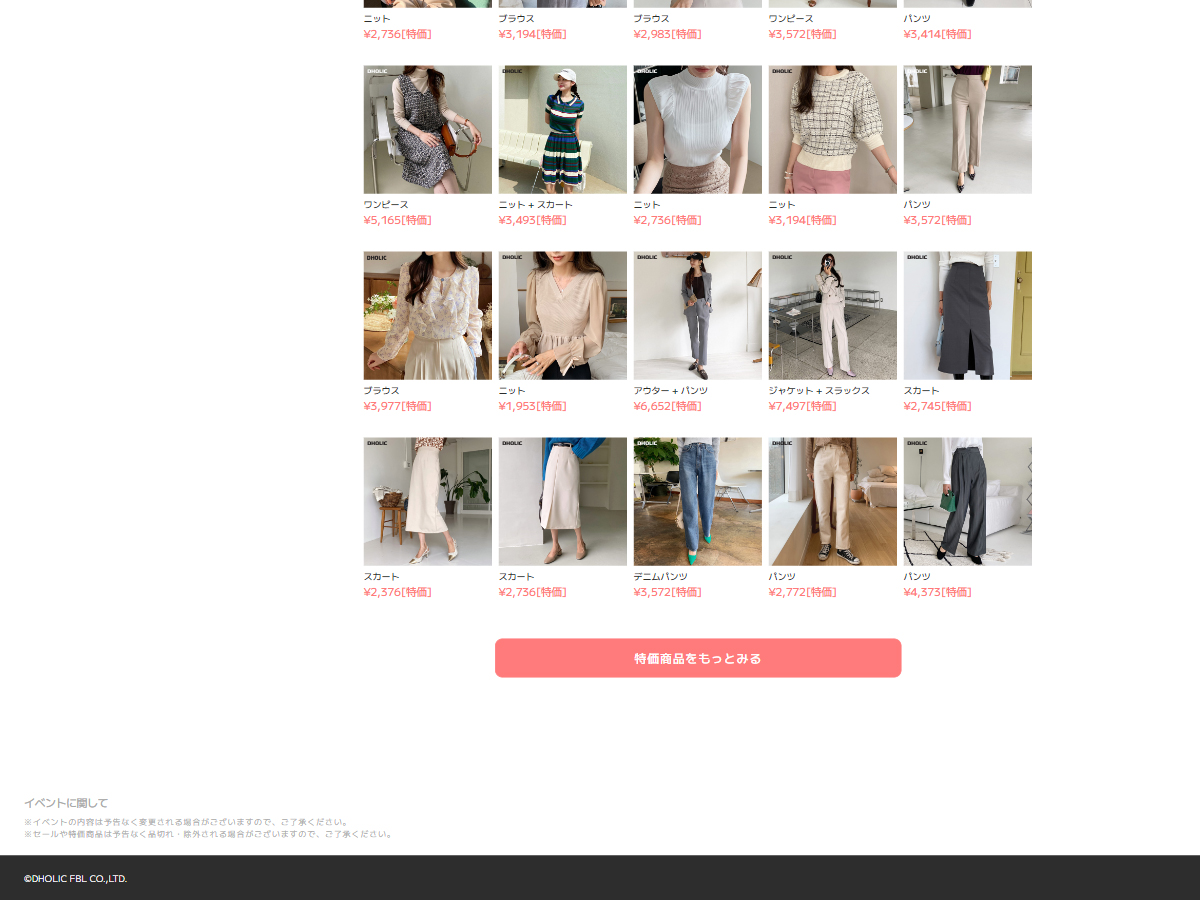 ニット
¥2,736[特価]
ブラウス
¥3,194[特価]
ブラウス
¥2,983[特価]
ワンピース
¥3,572[特価]
パンツ
¥3,414[特価]
DHOLIC
ワンピース
¥5,165[特価]
DHOLIC
ニット + スカート
¥3,493[特価]
DHOLIC
ニット
¥2,736[特価]
DHOLIC
ニット
¥3,194[特価]
DHOLIC
パンツ
¥3,572[特価]
DHOLIC
ブラウス
¥3,977[特価]
DHOLIC
ニット
¥1,953[特価]
DHOLIC
アウター + パンツ
¥6,652[特価]
DHOLIC
ジャケット + スラックス
¥7,497[特価]
DHOLIC
スカート
¥2,745[特価]
DHOLIC
スカート
¥2,376[特価]
DHOLIC
スカート
¥2,736[特価]
DHOLIC
デニムパンツ
¥3,572[特価]
DHOLIC
パンツ
¥2,772[特価]
DHOLIC
パンツ
¥4,373[特価]
特価商品をもっとみる
イベントに関して
※イベントの内容は予告なく変更される場合がございますので、ご了承ください。
※セールや特価商品は予告なく品切れ・除外される場合がございますので、ご了承ください。
©DHOLIC FBL CO.,LTD.